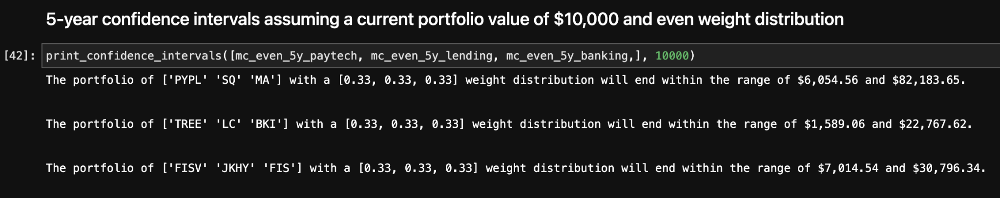 5-year confidence intervals assuming a current portfolio value of $10,000 and even weight distribution
[42]: print_confidence_intervals([mc_even_5y_paytech, mc_even_5y_lending, mc_even_5y_banking,], 10000)
The portfolio of ['PYPL' 'SQ' 'MA'] with a [0.33, 0.33, 0.33] weight distribution will end within the range of $6,054.56 and $82,183.65.
The portfolio of ['TREE' 'LC' 'BKI'] with a [0.33, 0.33, 0.33] weight distribution will end within the range of $1,589.06 and $22,767.62.
The portfolio of ['FISV' 'JKHY' 'FIS'] with a [0.33, 0.33, 0.33] weight distribution will end within the range of $7,014.54 and $30,796.34.